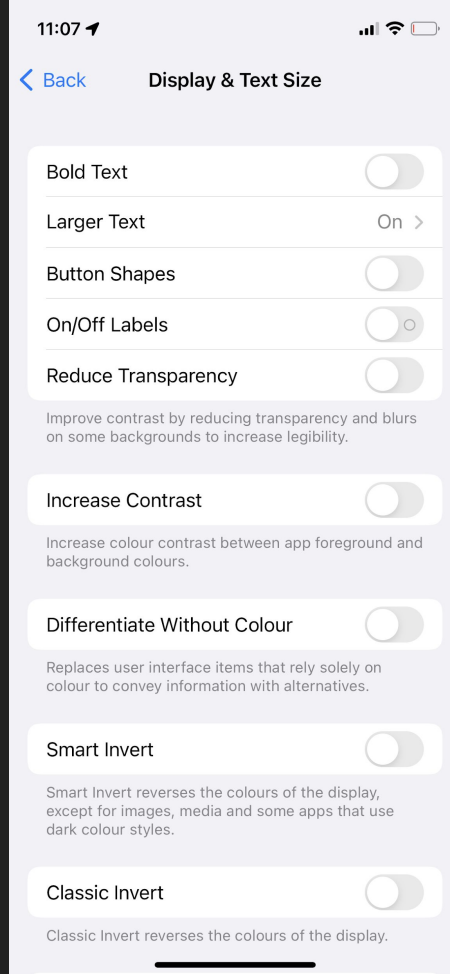 11:07
Back
Display & Text Size
Bold Text
Larger Text
On
Button Shapes
On/Off Labels
Reduce Transparency
Improve contrast by reducing transparency and blurs
on some backgrounds to increase legibility.
Increase Contrast
Increase colour contrast between app foreground and
background colours.
Differentiate Without Colour
Replaces user interface items that rely solely on
colour to convey information with alternatives.
Smart Invert
Smart Invert reverses the colours of the display,
except for images, media and some apps that use
dark colour styles.
Classic Invert
Classic Invert reverses the colours of the display.